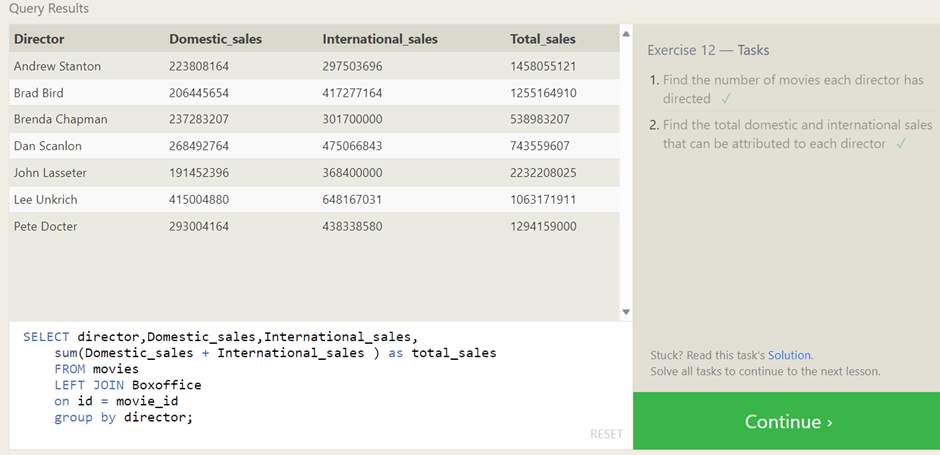 Query Results
Director Domestic_sales International_sales Total_sales
Andrew Stanton 223808164 297503696 1458055121
Brad Bird 206445654 417277164 1255164910
Brenda Chapman 237283207 301700000 538983207
Dan Scanlon 268492764 475066843 743559607
John Lasseter 191452396 368400000 2232208025
Lee Unkrich 415004880 648167031 1063171911
Pete Docter 293004164 438338580 1294159000
SELECT director,Domestic_sales,International_sales,
sum(Domestic_sales + International_sales ) as total_sales
FROM movies
LEFT JOIN Boxoffice
on id = movie_id
group by director;
RESET
Exercise 12 — Tasks
1. Find the number of movies each director has
directed ✓
2. Find the total domestic and international sales
that can be attributed to each director ✓
Stuck? Read this task's Solution.
Solve all tasks to continue to the next lesson.
Continue ›